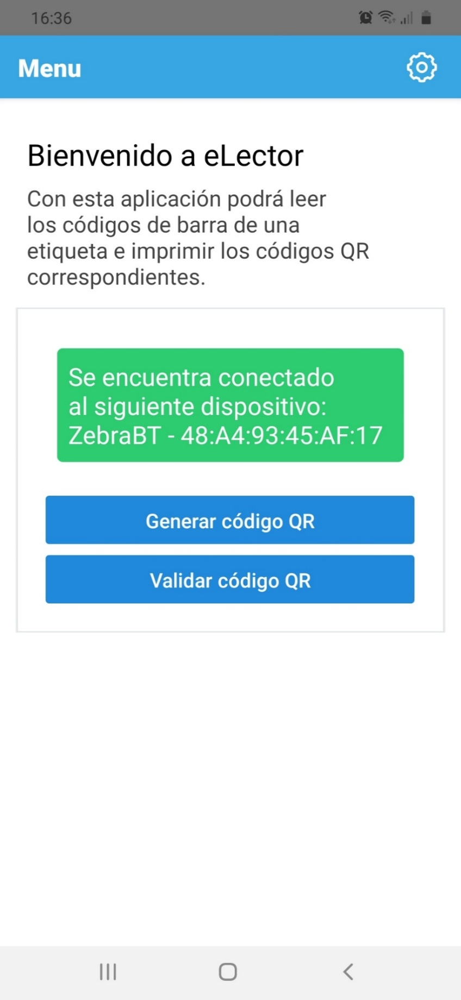 16:36
Menu
Bienvenido a eLector
Con esta aplicación podrá leer
los códigos de barra de una
etiqueta e imprimir los códigos QR
correspondientes.
Se encuentra conectado
al siguiente dispositivo:
ZebraBT - 48:A4:93:45:AF:17
Generar código QR
Validar código QR